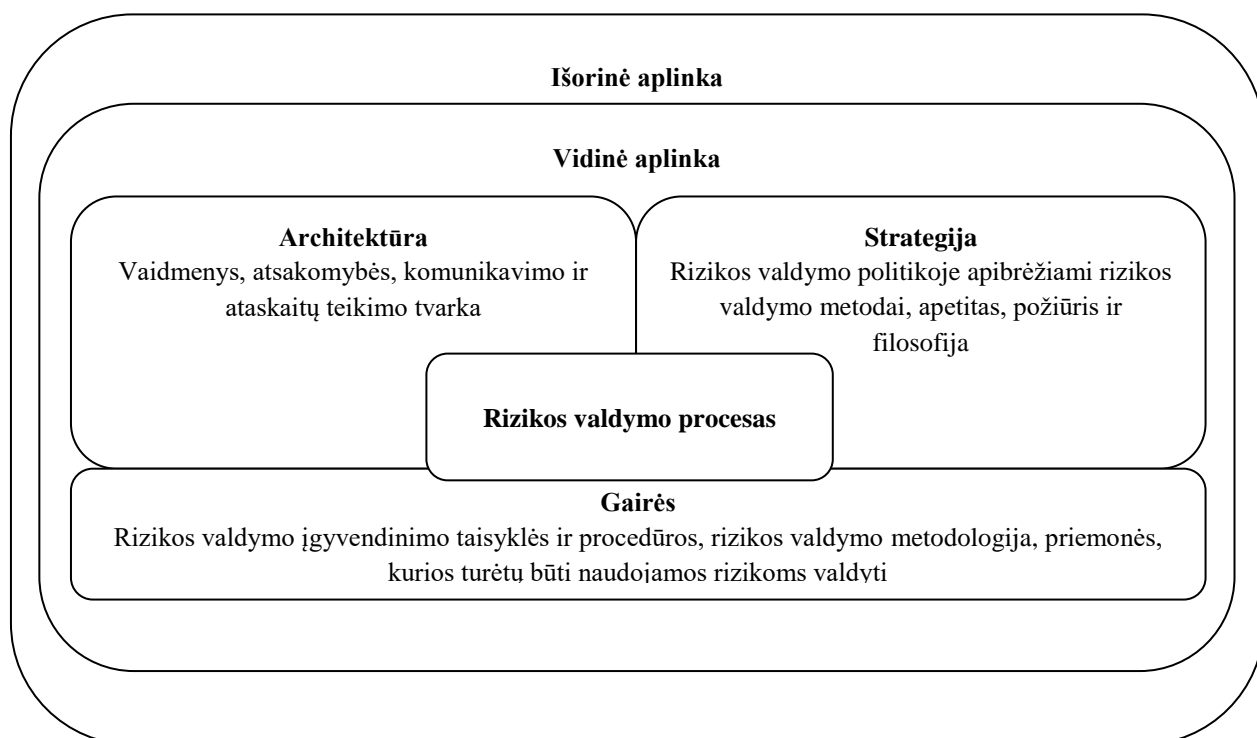 Išorinė aplinka
Vidinė aplinka
Architektūra
Vaidmenys, atsakomybės, komunikavimo ir
ataskaitų teikimo tvarka
Strategija
Rizikos valdymo politikoje apibrėžiami rizikos
valdymo metodai, apetitas, požiūris ir
filosofija
Rizikos valdymo procesas
Gairės
Rizikos valdymo įgyvendinimo taisyklės ir procedūros, rizikos valdymo metodologija, priemonės,
kurios turėtų būti naudojamos rizikoms valdyti